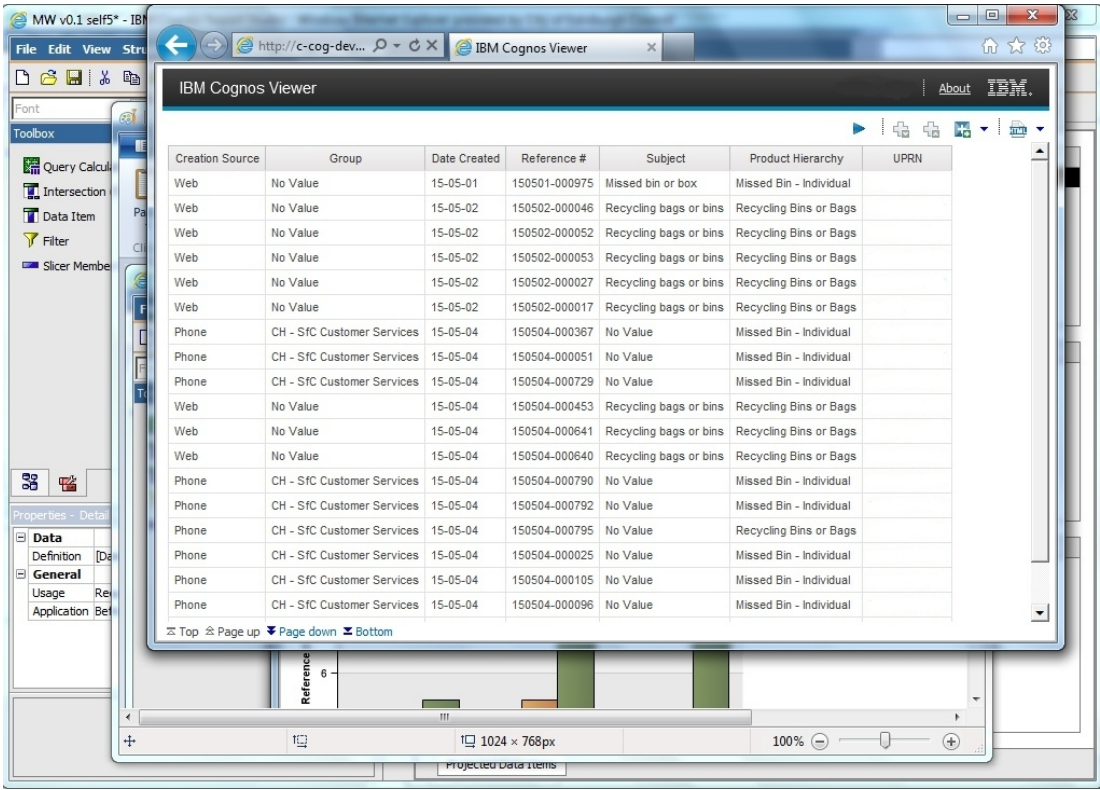 MW v0.1 self5* - IB
File Edit View Stru
Font
Toolbox
Query Calcul
Intersection
Data Item
Filter
Slicer Membe
Properties - Detail
Data
Definition [Da
General
Usage Re
Application Bef
http://c-cog-dev...
IBM Cognos Viewer
IBM Cognos Viewer
About IBM.
Creation Source Group Date Created Reference # Subject Product Hierarchy UPRN
Web No Value 15-05-01 150501-000975 Missed bin or box Missed Bin - Individual
Web No Value 15-05-02 150502-000046 Recycling bags or bins Recycling Bins or Bags
Web No Value 15-05-02 150502-000052 Recycling bags or bins Recycling Bins or Bags
Web No Value 15-05-02 150502-000053 Recycling bags or bins Recycling Bins or Bags
Web No Value 15-05-02 150502-000027 Recycling bags or bins Recycling Bins or Bags
Web No Value 15-05-02 150502-000017 Recycling bags or bins Recycling Bins or Bags
Phone CH - SfC Customer Services 15-05-04 150504-000367 No Value Missed Bin - Individual
Phone CH - SfC Customer Services 15-05-04 150504-000051 No Value Missed Bin - Individual
Phone CH - SfC Customer Services 15-05-04 150504-000729 No Value Missed Bin - Individual
Web No Value 15-05-04 150504-000453 Recycling bags or bins Recycling Bins or Bags
Web No Value 15-05-04 150504-000641 Recycling bags or bins Recycling Bins or Bags
Web No Value 15-05-04 150504-000640 Recycling bags or bins Recycling Bins or Bags
Phone CH - SfC Customer Services 15-05-04 150504-000790 No Value Missed Bin - Individual
Phone CH - SfC Customer Services 15-05-04 150504-000792 No Value Missed Bin - Individual
Phone CH - SfC Customer Services 15-05-04 150504-000795 No Value Recycling Bins or Bags
Phone CH - SfC Customer Services 15-05-04 150504-000025 No Value Missed Bin - Individual
Phone CH - SfC Customer Services 15-05-04 150504-000105 No Value Missed Bin - Individual
Phone CH - SfC Customer Services 15-05-04 150504-000096 No Value Missed Bin - Individual
Top Page up Page down Bottom
Reference
6
1024 × 768px
100%
Projected Data Items